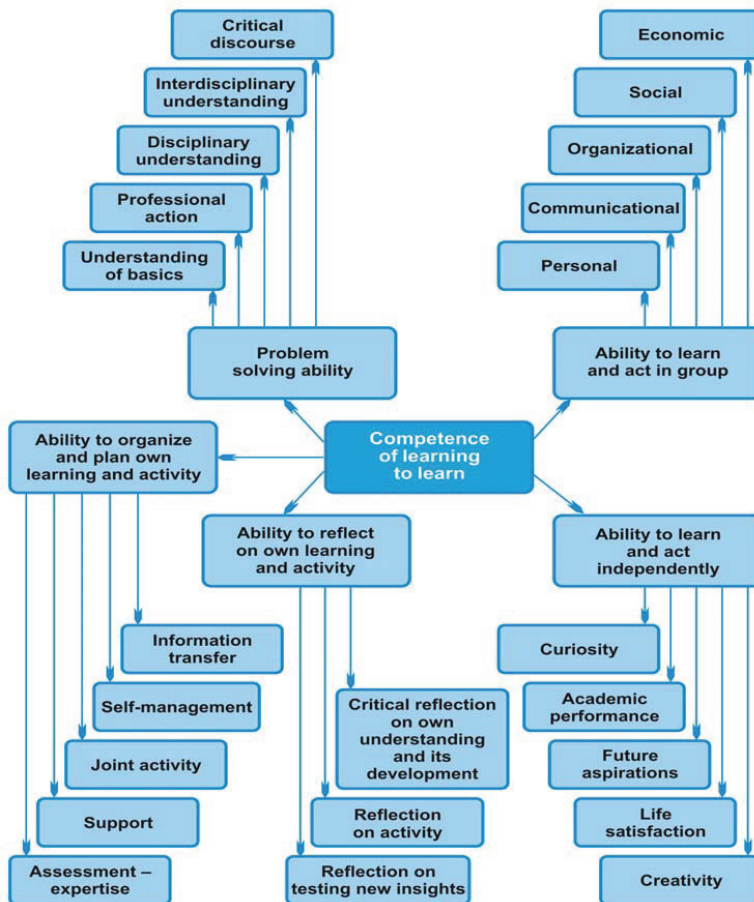 Critical
discourse
Interdisciplinary
understanding
Disciplinary
understanding
Professional
action
Understanding
of basics
Economic
Social
Organizational
Communicational
Personal
Problem
solving ability
Ability to learn
and act in group
Competence
of learning
to learn
Ability to organize
and plan own
learning and activity
Ability to reflect
on own learning
and activity
Ability to learn
and act
independently
Information
transfer
Self-management
Joint activity
Support
Assessment –
expertise
Critical reflection
on own
understanding
and its
development
Reflection
on activity
Reflection on
testing new insights
Curiosity
Academic
performance
Future
aspirations
Life
satisfaction
Creativity